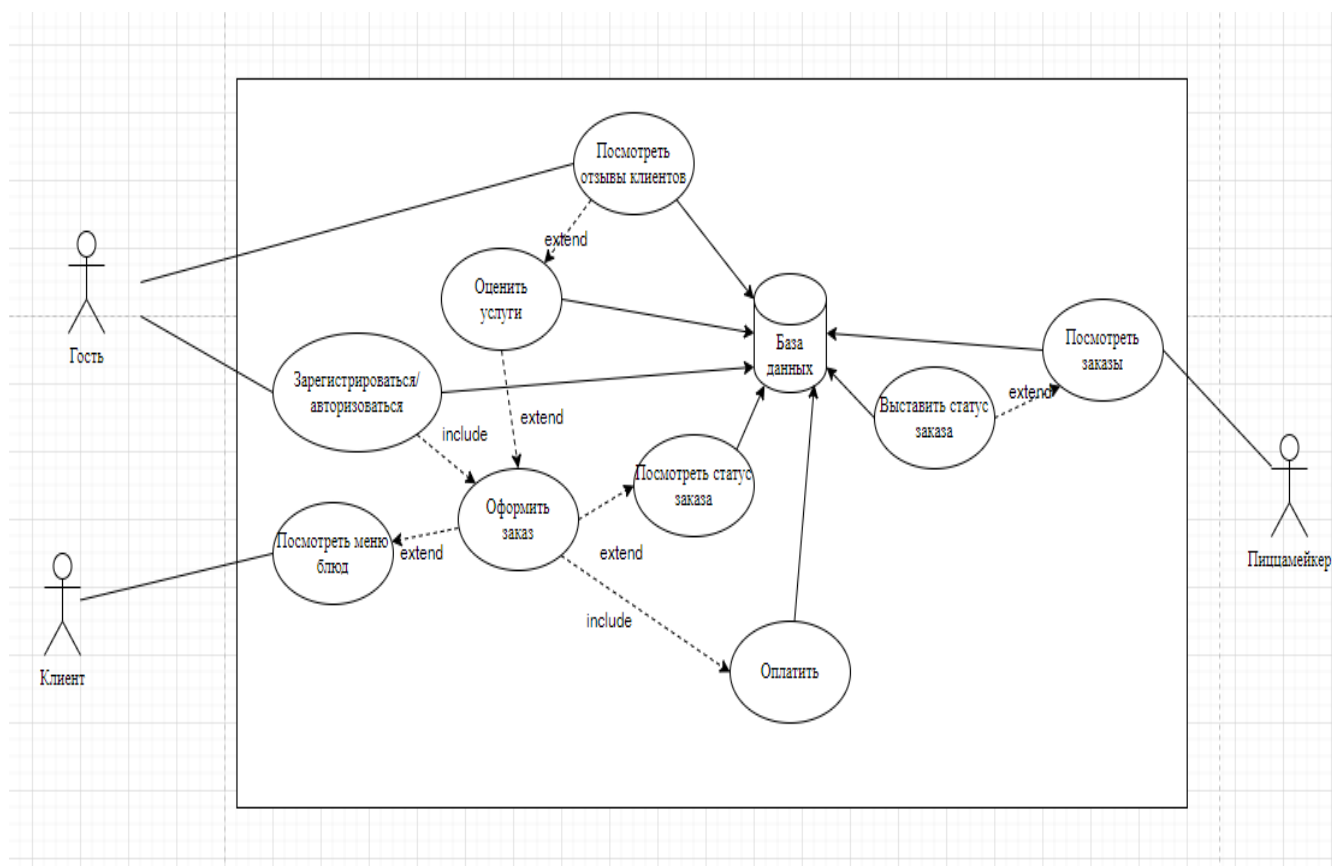 Посмотреть
отзывы клиентов
extend
Оценить
услуги
Гость
База
данных
Посмотреть
заказы
Зарегистрироваться/
авторизоваться
extend
Выставить статус
заказа
extend
include
Посмотреть статус
заказа
Оформить
заказ
Посмотреть меню
блюд
extend
extend
Пиццамейкер
include
Клиент
Оплатить